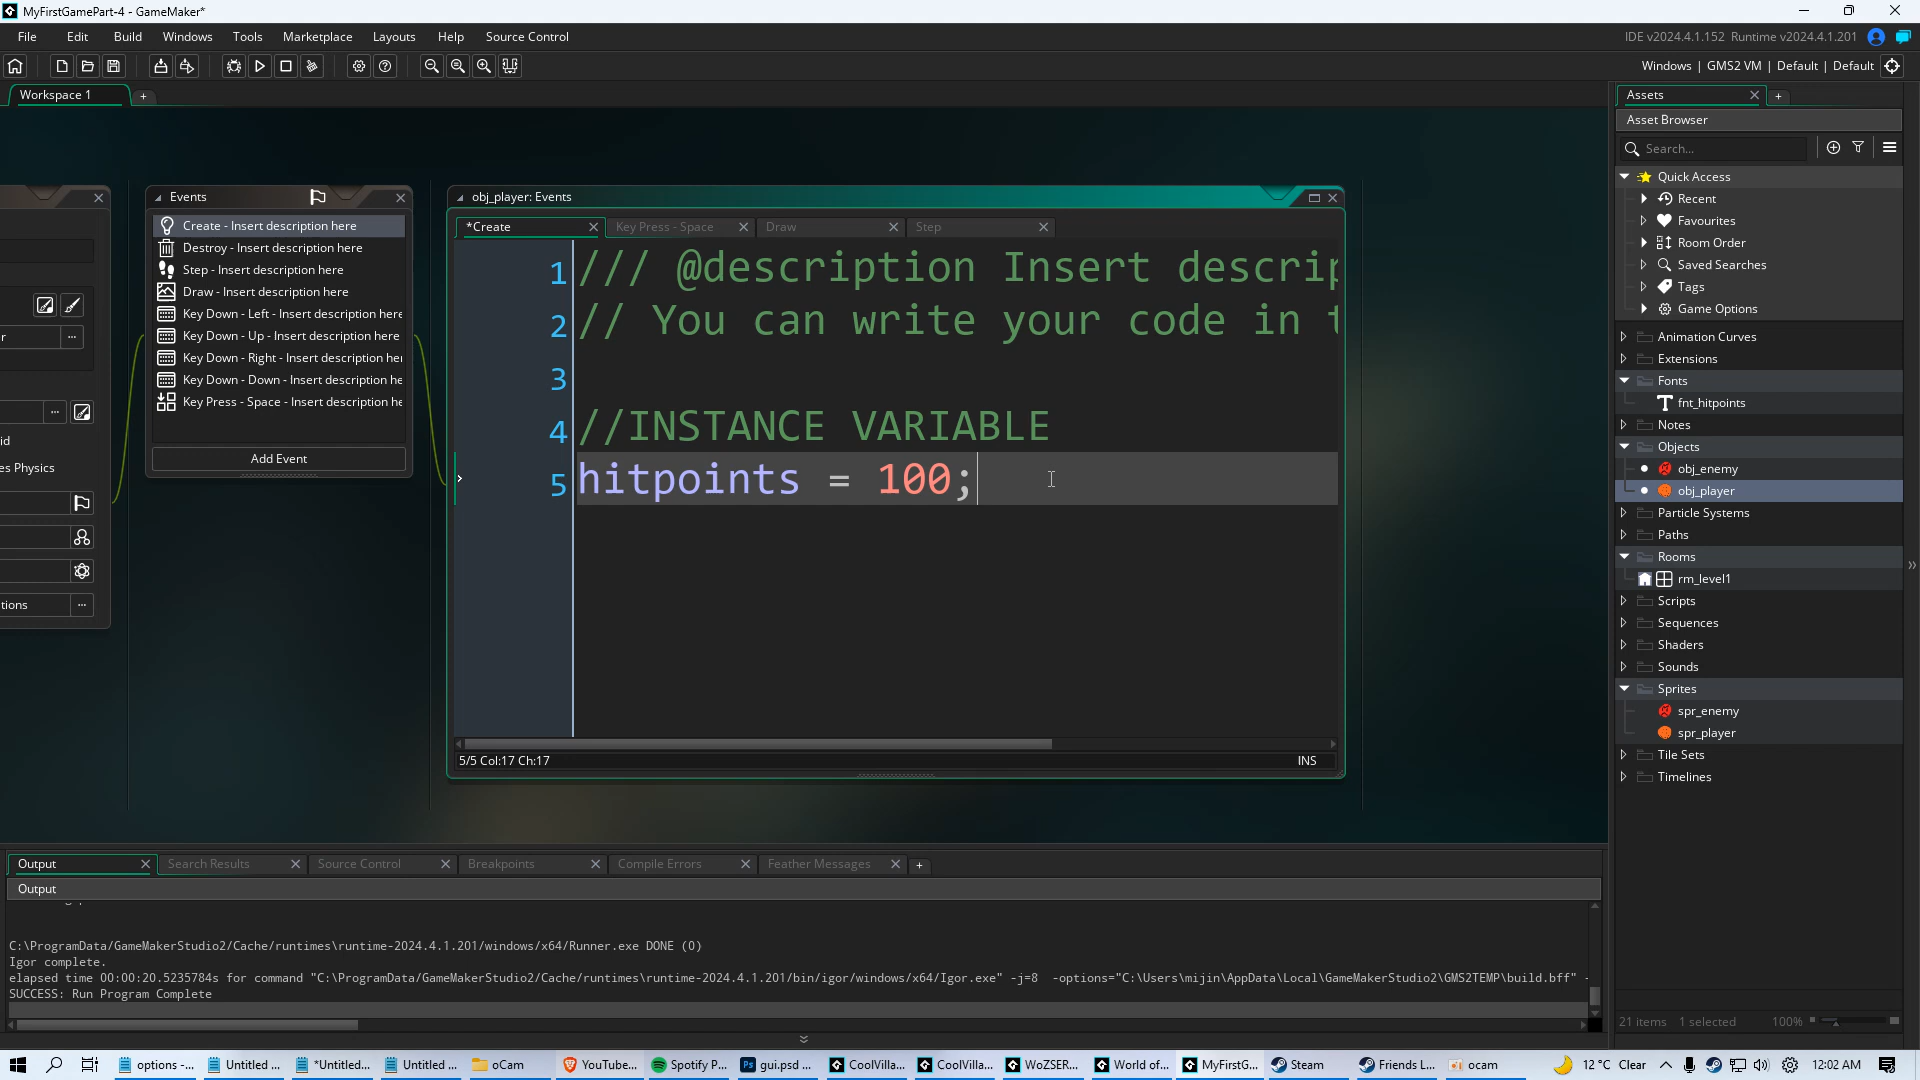 MyFirstGamePart-4 - GameMaker*
File Edit Build Windows Tools Marketplace Layouts Help Source Control
IDE v2024.4.1.152 Runtime v2024.4.1.201
Windows | GMS2 VM | Default | Default
Workspace 1
Events
Create - Insert description here
Destroy - Insert description here
Step - Insert description here
Draw - Insert description here
Key Down - Left - Insert description here
Key Down - Up - Insert description here
Key Down - Right - Insert description her
Key Down - Down - Insert description he
Key Press - Space - Insert description he
Add Event
r
id
es Physics
tions
obj_player: Events
*Create
Key Press - Space
Draw
Step
1 /// @description Insert descrip
2 // You can write your code in t
3
4 //INSTANCE VARIABLE
5 hitpoints = 100;
5/5 Col:17 Ch:17
INS
Assets
Asset Browser
Search...
Quick Access
Recent
Favourites
Room Order
Saved Searches
Tags
Game Options
Animation Curves
Extensions
Fonts
fnt_hitpoints
Notes
Objects
obj_enemy
obj_player
Particle Systems
Paths
Rooms
rm_level1
Scripts
Sequences
Shaders
Sounds
Sprites
spr_enemy
spr_player
Tile Sets
Timelines
21 items 1 selected 100%
Output Search Results Source Control Breakpoints Compile Errors Feather Messages
Output
C:\ProgramData/GameMakerStudio2/Cache/runtimes\runtime-2024.4.1.201/windows/x64/Runner.exe DONE (0)
Igor complete.
elapsed time 00:00:20.5235784s for command "C:\ProgramData/GameMakerStudio2/Cache/runtimes\runtime-2024.4.1.201/bin/igor/windows/x64/Igor.exe" -j=8 -options="C:\Users\mijin\AppData\Local\GameMakerStudio2\GMS2TEMP\build.bff" -
SUCCESS: Run Program Complete
options -... Untitled ... *Untitled... Untitled ... oCam YouTube... Spotify P... gui.psd ... CoolVilla... CoolVilla... WoZSER... World of... MyFirstG... Steam Friends L... ocam 12 °C Clear 12:02 AM